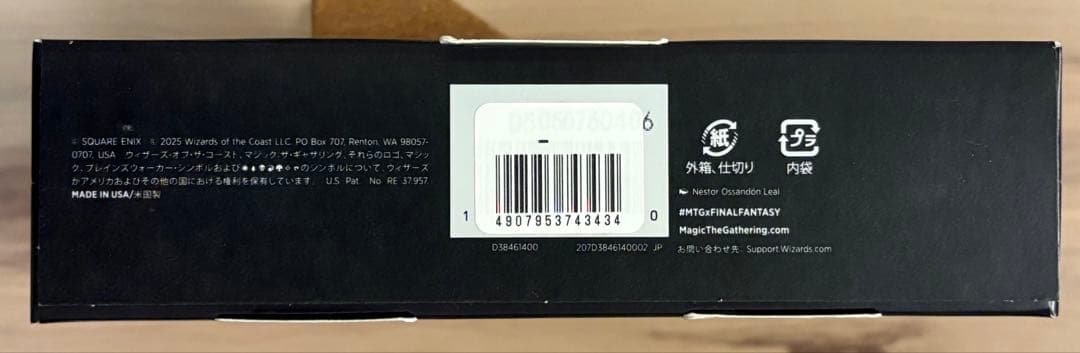 © SQUARE ENIX ® © 2025 Wizards of the Coast LLC. PO Box 707, Renton, WA 98057-
0707, USA ウィザーズ・オブ・ザ・コースト、マジック:ザ・ギャザリング、それらのロゴ、マジッ
ク、プレインズウォーカー・シンボルおよび のシンボルについて、ウィザーズ
がアメリカおよびその他の国における権利を保有しています。 U.S. Pat. No. RE 37,957.
MADE IN USA/米国製
6
1 4907953743434 0
D38461400 207D3846140002 JP
紙
外箱、仕切り
プラ
内袋
Nestor Ossandón Leal
#MTGxFINALFANTASY
MagicTheGathering.com
お問い合わせ先: Support.Wizards.com